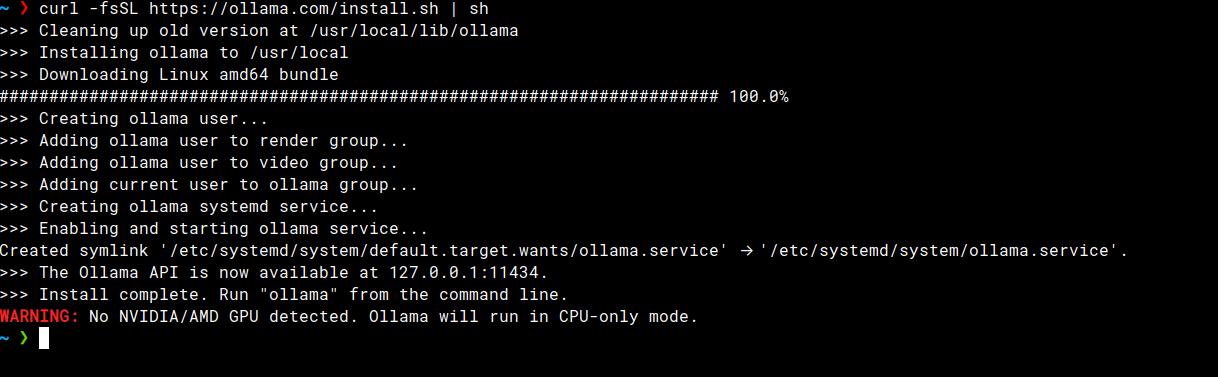 ~ ❯ curl -fsSL https://ollama.com/install.sh | sh
>>> Cleaning up old version at /usr/local/lib/ollama
>>> Installing ollama to /usr/local
>>> Downloading Linux amd64 bundle
######################################################################## 100.0%
>>> Creating ollama user...
>>> Adding ollama user to render group...
>>> Adding ollama user to video group...
>>> Adding current user to ollama group...
>>> Creating ollama systemd service...
>>> Enabling and starting ollama service...
Created symlink '/etc/systemd/system/default.target.wants/ollama.service' → '/etc/systemd/system/ollama.service'.
>>> The Ollama API is now available at 127.0.0.1:11434.
>>> Install complete. Run "ollama" from the command line.
WARNING: No NVIDIA/AMD GPU detected. Ollama will run in CPU-only mode.
~ ❯